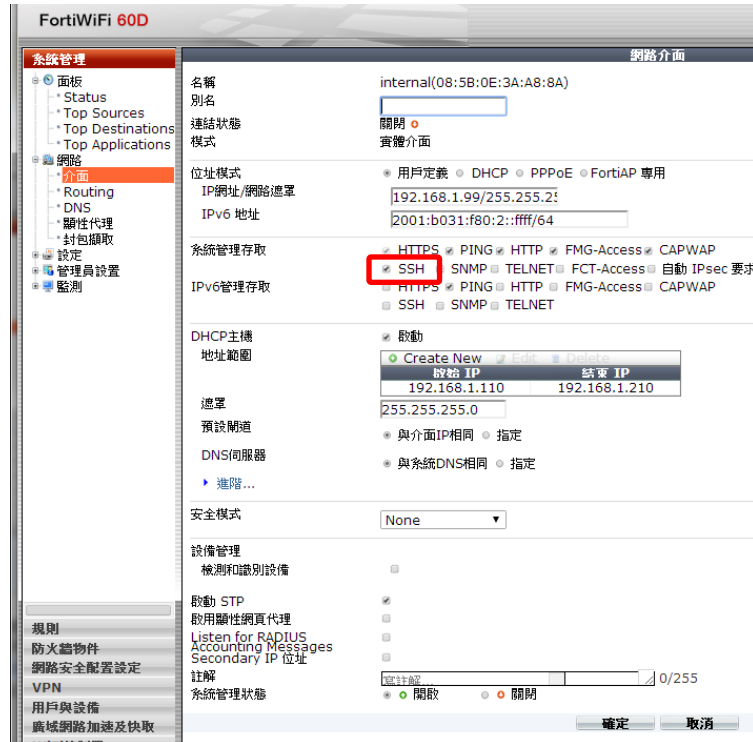 FortiWiFi 60D
系統管理
面板
Status
Top Sources
Top Destinations
Top Applications
網路
介面
Routing
DNS
顯性代理
封包擷取
設定
管理員設置
監測
規則
防火牆物件
網路安全配置設定
VPN
用戶與設備
廣域網路加速及快取
網路介面
名稱 internal(08:5B:0E:3A:A8:8A)
別名
連結狀態 關閉
模式 實體介面
位址模式 用戶定義 DHCP PPPoE FortiAP 專用
IP網址/網路遮罩 192.168.1.99/255.255.25
IPv6 地址 2001:b031:f80:2::ffff/64
系統管理存取 HTTPS PING HTTP FMG-Access CAPWAP
SSH SNMP TELNET FCT-Access 自動 IPsec 要求
IPv6管理存取 HTTPS PING HTTP FMG-Access CAPWAP
SSH SNMP TELNET
DHCP主機 啟動
地址範圍 Create New Edit Delete
啟始 IP 結束 IP
192.168.1.110 192.168.1.210
遮罩 255.255.255.0
預設閘道 與介面IP相同 指定
DNS伺服器 與系統DNS相同 指定
進階...
安全模式 None
設備管理
檢測和識別設備
啟動 STP
啟用顯性網頁代理
Listen for RADIUS
Accounting Messages
Secondary IP 位址
註解 寫註解... 0/255
系統管理狀態 開啟 關閉
確定 取消